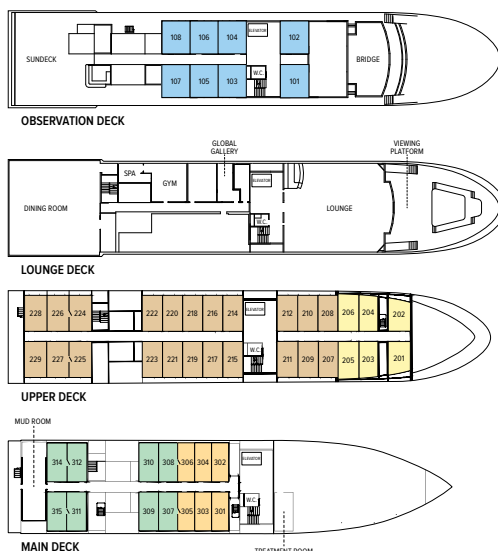 108 106 104 ELEVATOR 102
SUNDECK W.C. BRIDGE
107 105 103 101
OBSERVATION DECK
GLOBAL
GALLERY
VIEWING
PLATFORM
SPA
GYM
ELEVATOR
DINING ROOM LOUNGE
W.C.
LOUNGE DECK
228 226 224 222 220 218 216 214 ELEVATOR 212 210 208 206 204 202
W.C.
229 227 225 223 221 219 217 215 211 209 207 205 203 201
UPPER DECK
MUD ROOM
314 312 310 308 306 304 302 ELEVATOR
W.C.
315 311 309 307 305 303 301
MAIN DECK
TREATMENT ROOM